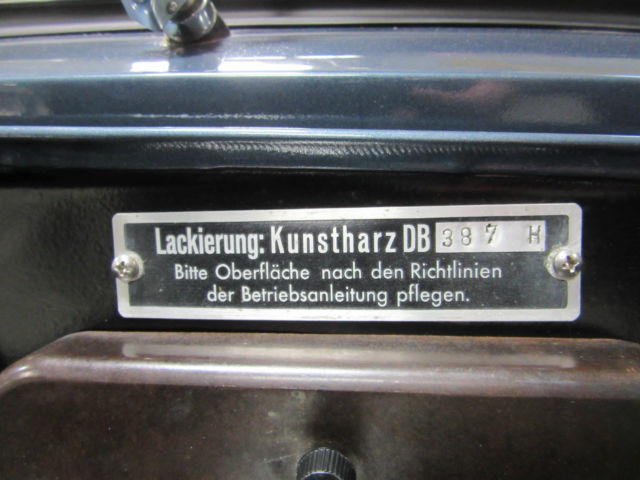 Lackierung: Kunstharz DB 387 H
Bitte Oberfläche nach den Richtlinien
der Betriebsanleitung pflegen.